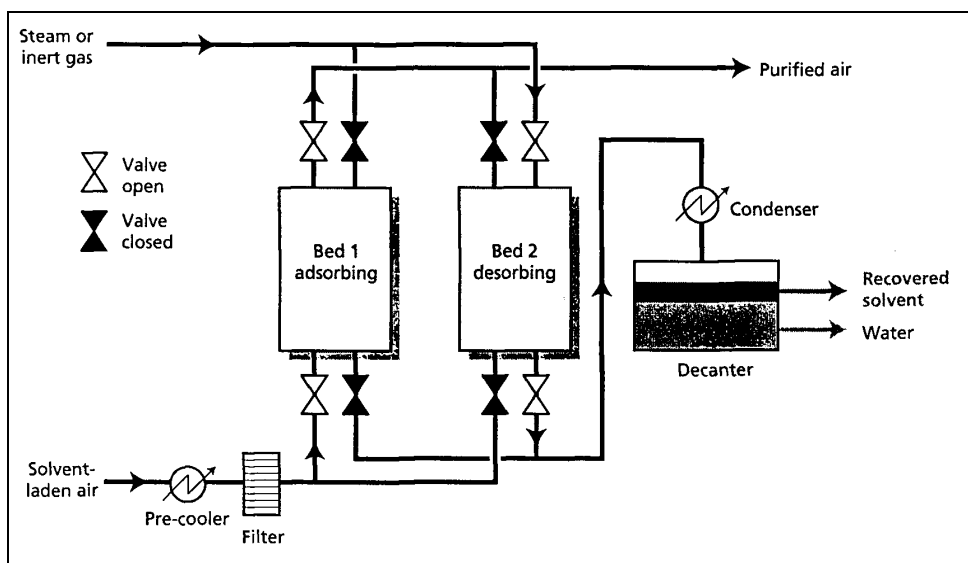 Steam or
inert gas
Purified air
Valve
open
Valve
closed
Bed 1
adsorbing
Bed 2
desorbing
Condenser
Recovered
solvent
Water
Decanter
Solvent-
laden air
Pre-cooler
Filter